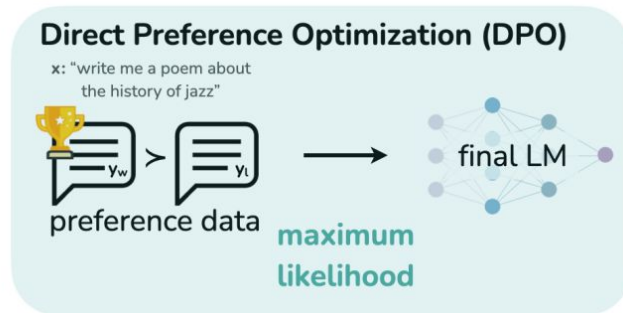 Direct Preference Optimization (DPO)
x: “write me a poem about
the history of jazz”
y_w ≻ y_l
final LM
preference data
maximum
likelihood